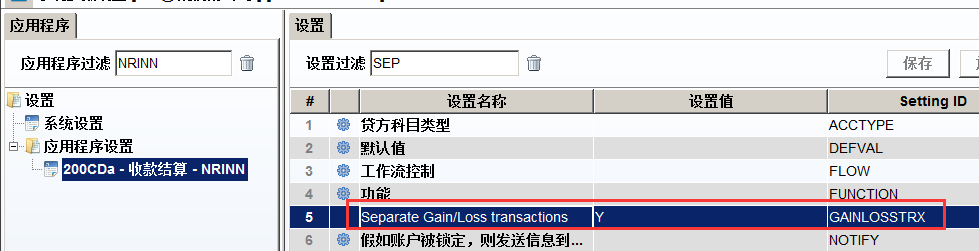 应用程序
应用程序过滤 NRINN
设置
系统设置
应用程序设置
200CDa - 收款结算 - NRINN
设置
设置过滤 SEP 保存
# 设置名称 设置值 Setting ID
1 贷方科目类型 ACCTYPE
2 默认值 DEFVAL
3 工作流控制 FLOW
4 功能 FUNCTION
5 Separate Gain/Loss transactions Y GAINLOSSTRX
6 假如账户被锁定，则发送信息到... NOTIFY